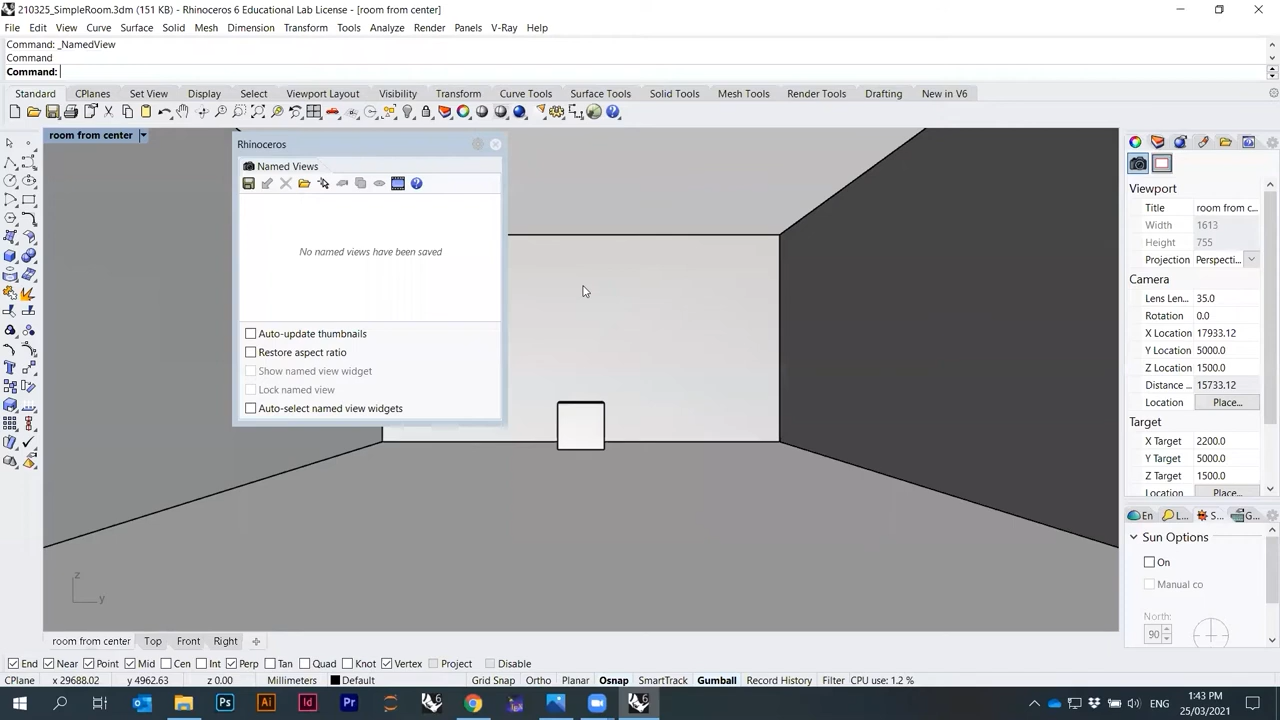 210325_SimpleRoom.3dm (151 KB) - Rhinoceros 6 Educational Lab License - [room from center]
File Edit View Curve Surface Solid Mesh Dimension Transform Tools Analyze Render Panels V-Ray Help
Command: _NamedView
Command
Command:
Standard CPlanes Set View Display Select Viewport Layout Visibility Transform Curve Tools Surface Tools Solid Tools Mesh Tools Render Tools Drafting New in V6
room from center
Rhinoceros
Named Views
No named views have been saved
Auto-update thumbnails
Restore aspect ratio
Show named view widget
Lock named view
Auto-select named view widgets
Viewport
Title room from c...
Width 1613
Height 755
Projection Perspecti...
Camera
Lens Len... 35.0
Rotation 0.0
X Location 17933.12
Y Location 5000.0
Z Location 1500.0
Distance ... 15733.12
Location Place...
Target
X Target 2200.0
Y Target 5000.0
Z Target 1500.0
Location Place...
En L... S... G...
Sun Options
On
Manual co
North:
90
z
y
room from center Top Front Right
End Near Point Mid Cen Int Perp Tan Quad Knot Vertex Project Disable
CPlane x 29688.02 y 4962.63 z 0.00 Millimeters Default Grid Snap Ortho Planar Osnap SmartTrack Gumball Record History Filter CPU use: 1.2 %
Ps Ai Id Pr 6 6
1:43 PM
25/03/2021